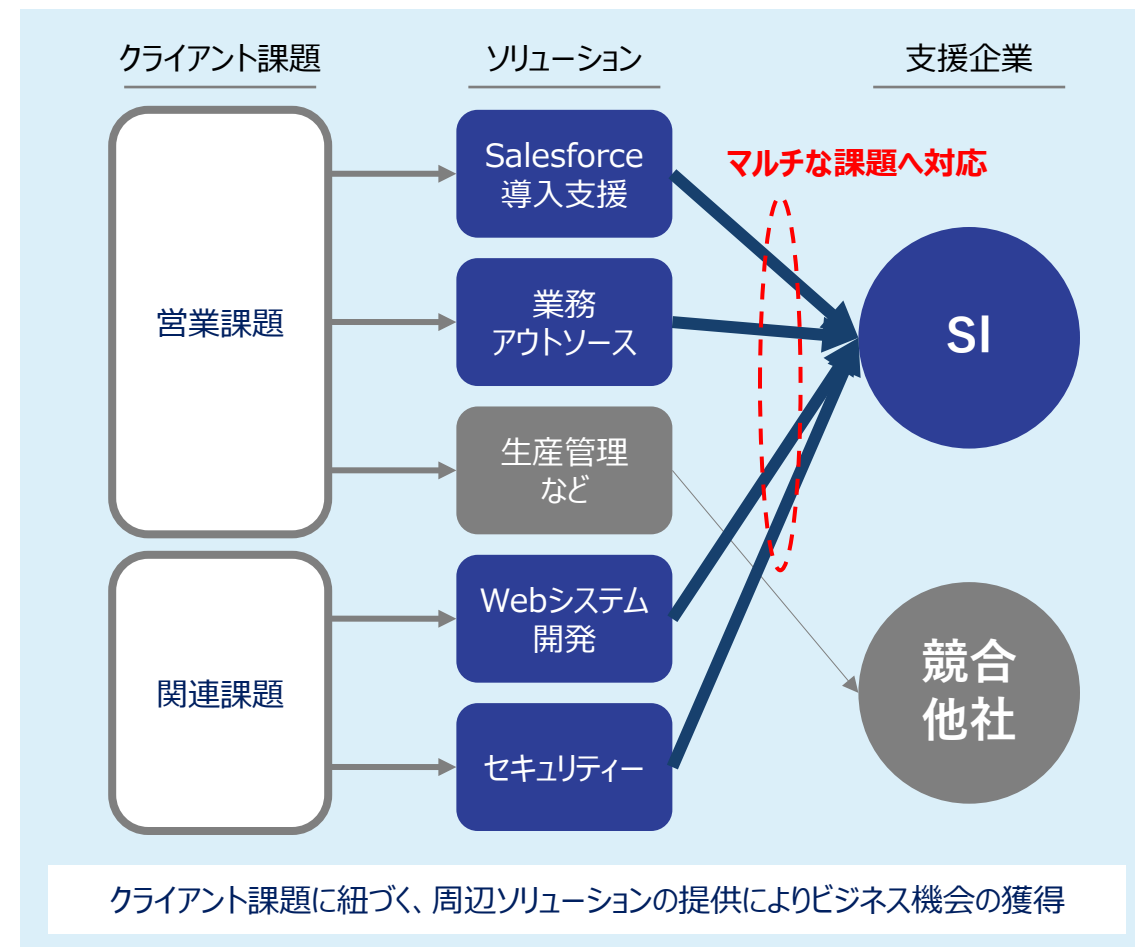 クライアント課題
ソリューション
支援企業
Salesforce
導入支援
マルチな課題へ対応
営業課題
業務
アウトソース
SI
生産管理
など
Webシステム
開発
関連課題
競合
他社
セキュリティー
クライアント課題に紐づく、周辺ソリューションの提供によりビジネス機会の獲得